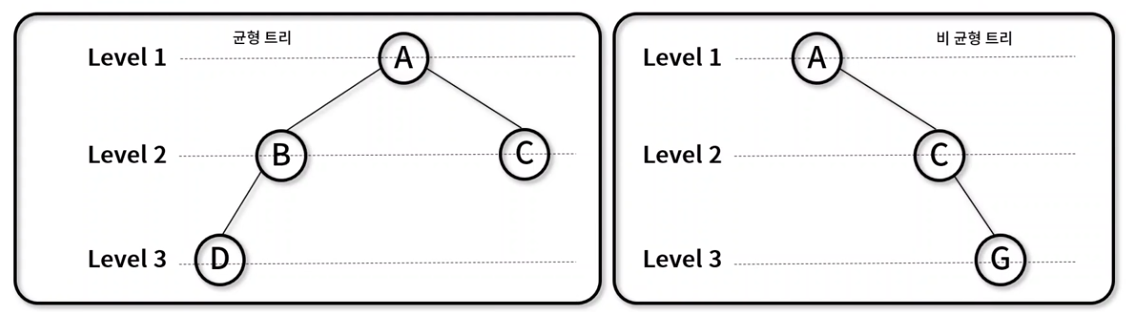 균형 트리
Level 1
A
Level 2
B
C
Level 3
D
비 균형 트리
Level 1
A
Level 2
C
Level 3
G